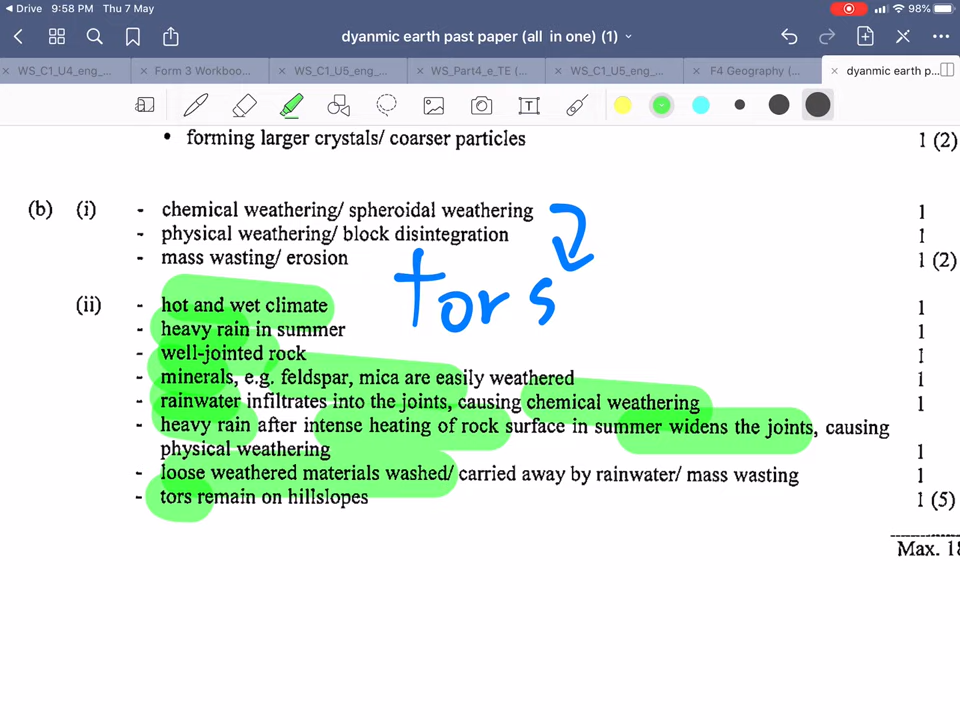 Drive 9:58 PM Thu 7 May 98%
dyanmic earth past paper (all in one) (1)
WS_C1_U4_eng_... Form 3 Workboo... WS_C1_U5_eng_... WS_Part4_e_TE (... WS_C1_U5_eng_... F4 Geography (... dyanmic earth p...
T
• forming larger crystals/ coarser particles 1 (2)
(b) (i) - chemical weathering/ spheroidal weathering 1
- physical weathering/ block disintegration 1
- mass wasting/ erosion 1 (2)
tors
(ii) - hot and wet climate 1
- heavy rain in summer 1
- well-jointed rock 1
- minerals, e.g. feldspar, mica are easily weathered 1
- rainwater infiltrates into the joints, causing chemical weathering 1
- heavy rain after intense heating of rock surface in summer widens the joints, causing
physical weathering 1
- loose weathered materials washed/ carried away by rainwater/ mass wasting 1
- tors remain on hillslopes 1 (5)
Max. 18